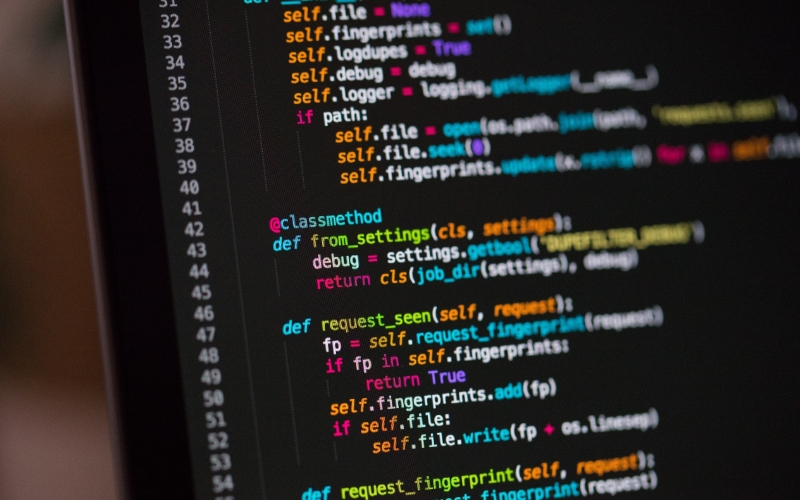 31 def
32 self.file = None
33 self.fingerprints = set()
34 self.logdupes = True
35 self.debug = debug
36 self.logger = logging.getLogger(__name__)
37 if path:
38 self.file = open(os.path.join(path, 'requests.seen'),
39 self.file.seek(0)
40 self.fingerprints.update(x.rstrip() for x in self.file
41
42 @classmethod
43 def from_settings(cls, settings):
44 debug = settings.getbool('DUPEFILTER_DEBUG')
45 return cls(job_dir(settings), debug)
46
47 def request_seen(self, request):
48 fp = self.request_fingerprint(request)
49 if fp in self.fingerprints:
50 return True
51 self.fingerprints.add(fp)
52 if self.file:
53 self.file.write(fp + os.linesep)
54
def request_fingerprint(self, request):
request_fingerprint(request)